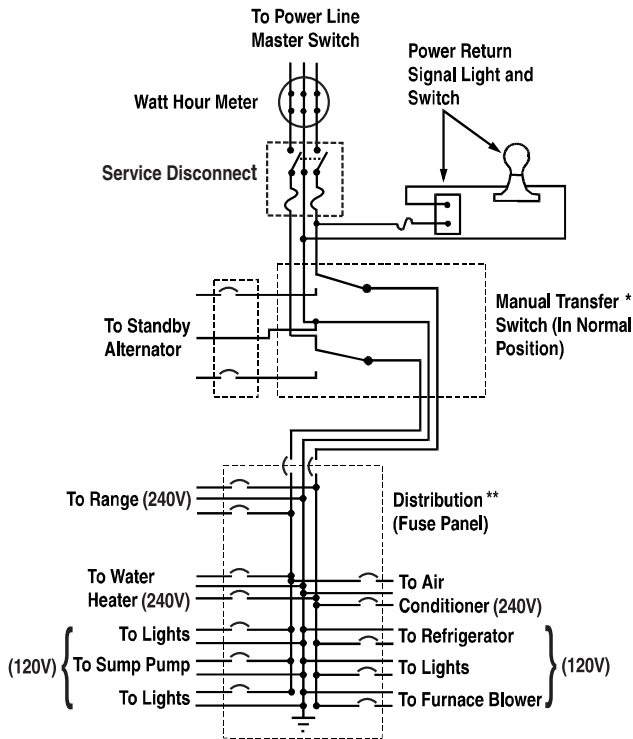 To Power Line
Master Switch
Power Return
Signal Light and
Switch
Watt Hour Meter
Service Disconnect
Manual Transfer *
Switch (In Normal
Position)
To Standby
Alternator
To Range (240V)
Distribution **
(Fuse Panel)
To Water
Heater (240V)
To Air
Conditioner (240V)
To Lights
To Refrigerator
(120V)
To Sump Pump
To Lights
(120V)
To Lights
To Furnace Blower